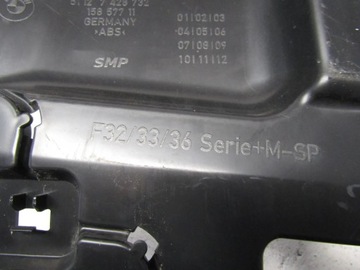 51.12 7 428 732
158 577 11
GERMANY
>ABS<
SMP
01|02|03
04|05|06
07|08|09
10|11|12
F32/33/36 Serie+M-SP